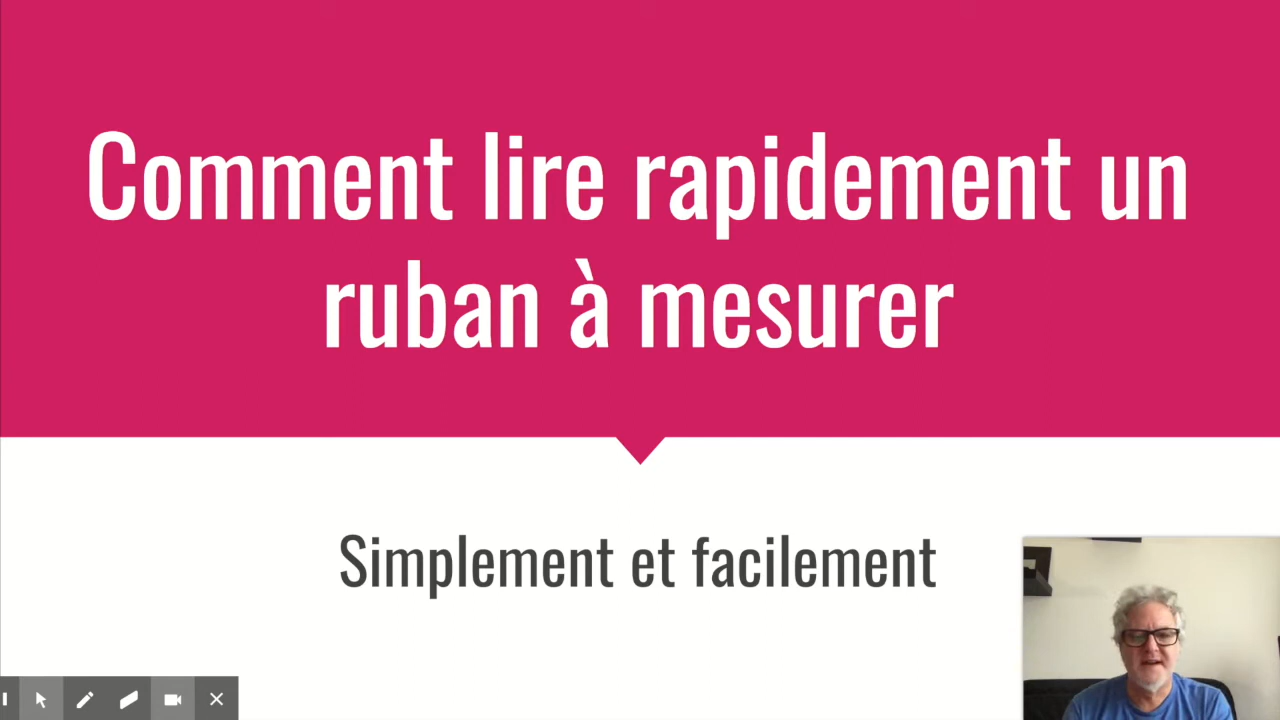 Comment lire rapidement un
ruban à mesurer
Simplement et facilement